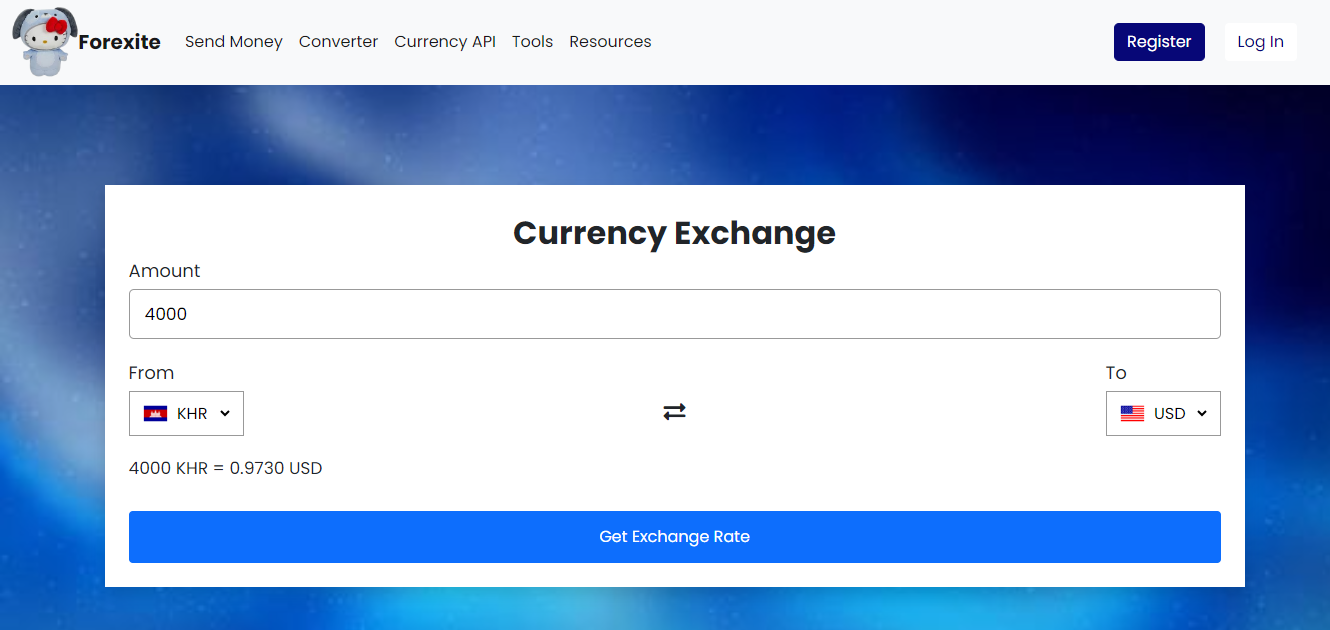 Forexite Send Money Converter Currency API Tools Resources Register Log In
Currency Exchange
Amount
4000
From To
KHR USD
4000 KHR = 0.9730 USD
Get Exchange Rate